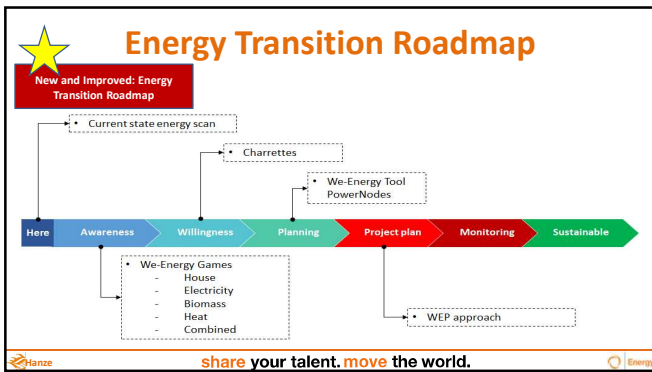 Energy Transition Roadmap
New and Improved: Energy
Transition Roadmap
• Current state energy scan
• Charrettes
• We-Energy Tool
PowerNodes
Here
Awareness
Willingness
Planning
Project plan
Monitoring
Sustainable
• We-Energy Games
- House
- Electricity
- Biomass
- Heat
- Combined
• WEP approach
Hanze
share your talent. move the world.
Energy